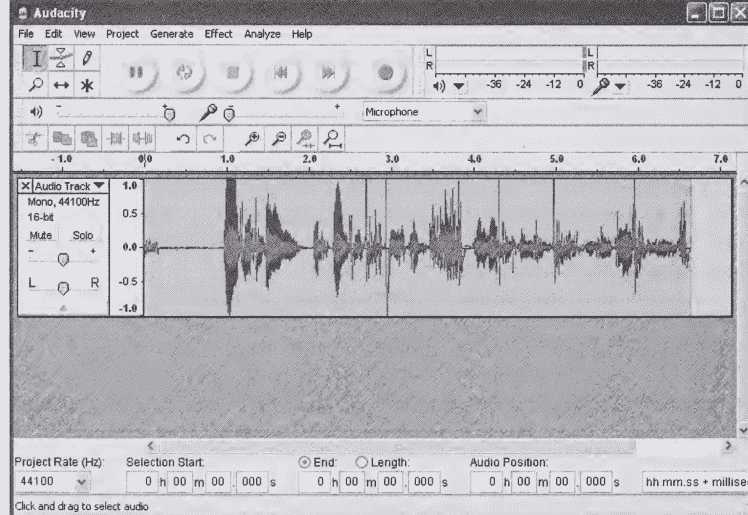 Audacity
File Edit View Project Generate Effect Analyze Help
L
R
-36 -24 -12 0
L
R
-36 -24 -12 0
- +
- +
Microphone
- 1.0 0.0 1.0 2.0 3.0 4.0 5.0 6.0 7.0
X Audio Track
Mono, 44100Hz
16-bit
Mute Solo
- +
L R
1.0
0.5
0.0
-0.5
-1.0
Project Rate (Hz): Selection Start: End: Length: Audio Position:
44100 0 h 00 m 00 . 000 s 0 h 00 m 00 . 000 s 0 h 00 m 00 . 000 s hh mm.ss + millise
Click and drag to select audio